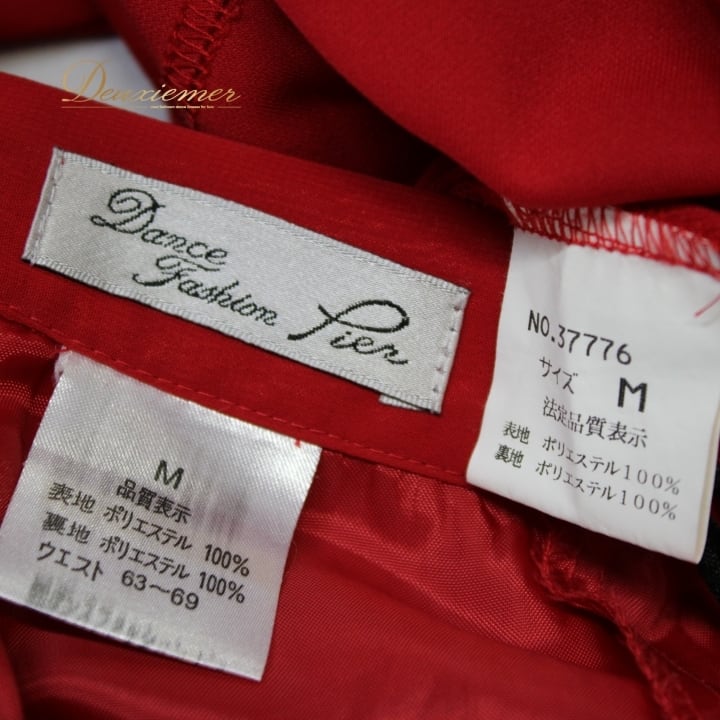 Deuxiemer
Dance
Fashion Pier
NO.37776
サイズ M
法定品質表示
表地 ポリエステル100%
裏地 ポリエステル100%
M
品質表示
表地 ポリエステル 100%
裏地 ポリエステル 100%
ウエスト 63～69